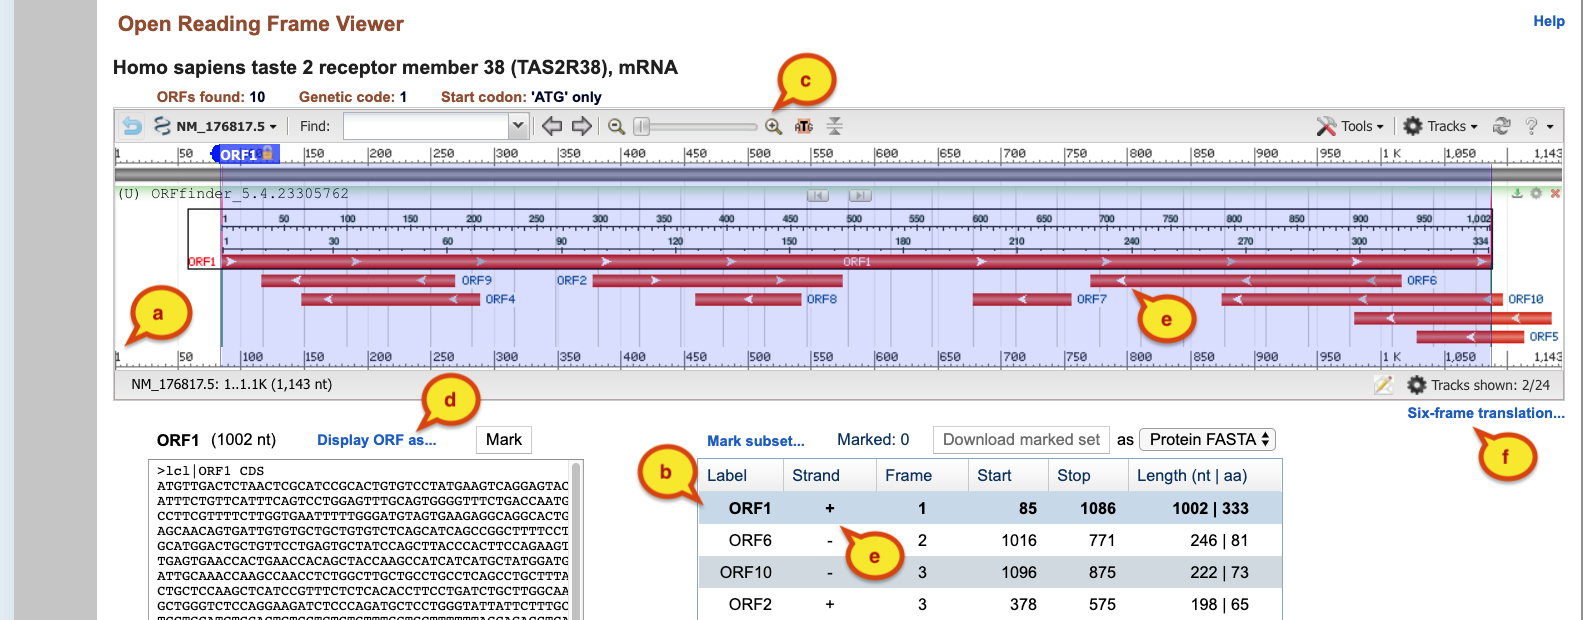 Open Reading Frame Viewer
Help
Homo sapiens taste 2 receptor member 38 (TAS2R38), mRNA
c
ORFs found: 10 Genetic code: 1 Start codon: 'ATG' only
NM_176817.5 Find: ATG Tools Tracks ?
1 50 ORF1 150 200 250 300 350 400 450 500 550 600 650 700 750 800 850 900 950 1 K 1,050 1,143
(U) ORFfinder_5.4.23305762
1 50 100 150 200 250 300 350 400 450 500 550 600 650 700 750 800 850 900 950 1,002
1 30 60 90 120 150 180 210 240 270 300 334
ORF1 ORF1
ORF9 ORF2 ORF6
ORF4 ORF8 ORF7 ORF10
a e
ORF5
1 50 100 150 200 250 300 350 400 450 500 550 600 650 700 750 800 850 900 950 1 K 1,050 1,143
NM_176817.5: 1..1.1K (1,143 nt) Tracks shown: 2/24
d
Six-frame translation...
f
ORF1 (1002 nt) Display ORF as... Mark
Mark subset... Marked: 0 Download marked set as Protein FASTA
b
Label Strand Frame Start Stop Length (nt | aa)
ORF1 + 1 85 1086 1002 | 333
ORF6 - 2 1016 771 246 | 81
e
ORF10 - 3 1096 875 222 | 73
ORF2 + 3 378 575 198 | 65
>lcl|ORF1 CDS
ATGTTGACTCTAACTCGCATCCGCACTGTGTCCTATGAAGTCAGGAGTAC
ATTTCTGTTCATTTCAGTCCTGGAGTTTGCAGTGGGGTTTCTGACCAATG
CCTTCGTTTTCTTGGTGAATTTTTGGGATGTAGTGAAGAGGCAGGCACTG
AGCAACAGTGATTGTGTGCTGCTGTGTCTCAGCATCAGCCGGCTTTTCCT
GCATGGACTGCTGTTCCTGAGTGCTATCCAGCTTACCCACTTCCAGAAGT
TGAGTGAACCACTGAACCACAGCTACCAAGCCATCATCATGCTATGGATG
ATTGCAAACCAAGCCAACCTCTGGCTTGCTGCCTGCCTCAGCCTGCTTTA
CTGCTCCAAGCTCATCCGTTTCTCTCACACCTTCCTGATCTGCTTGGCAA
GCTGGGTCTCCAGGAAGATCTCCCAGATGCTCCTGGGTATTATTCTTTGC